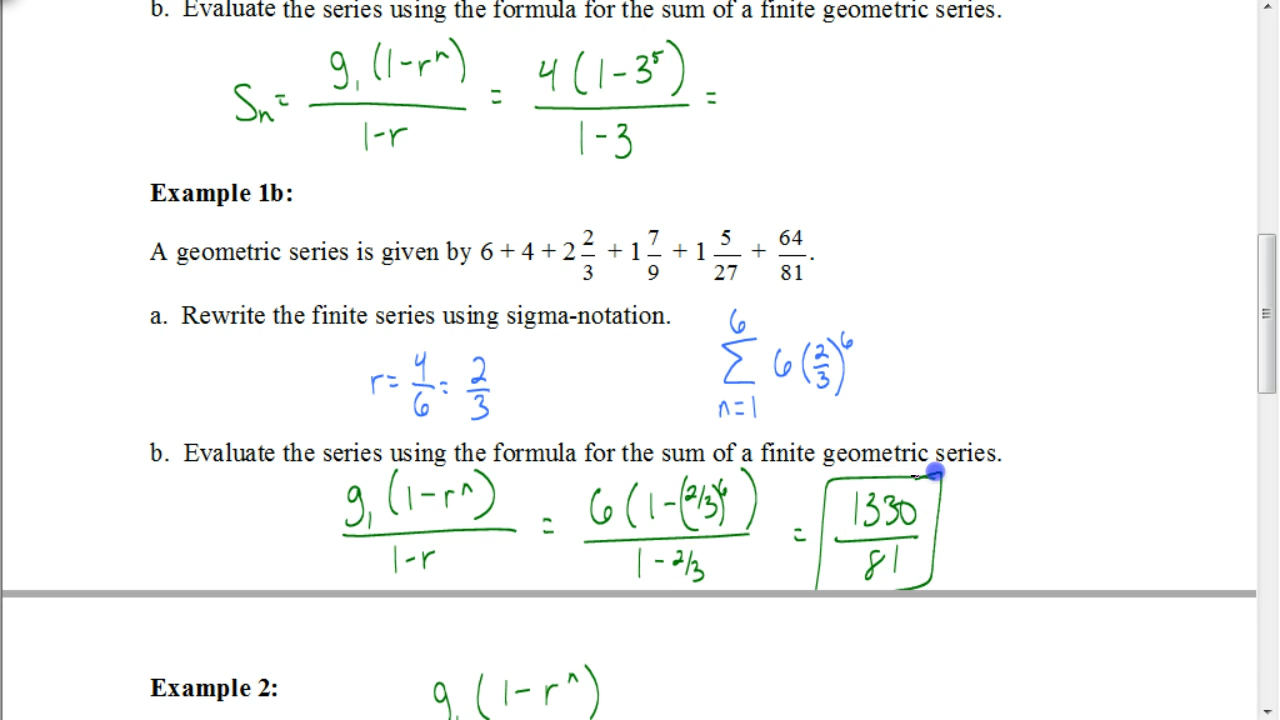 b. Evaluate the series using the formula for the sum of a finite geometric series.
Sₙ = g₁(1-rⁿ)/(1-r) = 4(1-3⁵)/(1-3) =
Example 1b:
A geometric series is given by 6 + 4 + 2 2/3 + 1 7/9 + 1 5/27 + 64/81.
a. Rewrite the finite series using sigma-notation.
r = 4/6 = 2/3 6 Σ n=1 6(2/3)⁶
b. Evaluate the series using the formula for the sum of a finite geometric series.
g₁(1-rⁿ)/(1-r) = 6(1-(2/3)⁶)/(1-2/3) = 1330/81
Example 2: g₁(1-rⁿ)